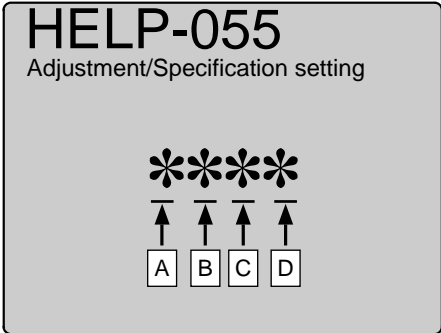 HELP-055
Adjustment/Specification setting
✻✻✻✻
A B C D